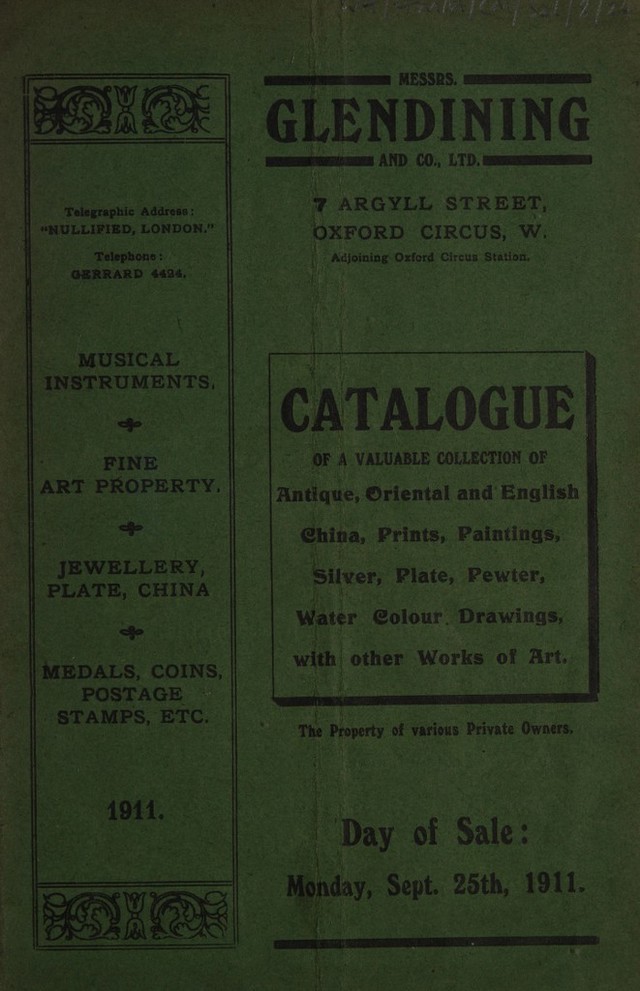 Telegraphic Address:
"NULLIFIED, LONDON."
Telephone:
GERRARD 4424.
MUSICAL
INSTRUMENTS,
FINE
ART PROPERTY.
JEWELLERY,
PLATE, CHINA
MEDALS, COINS,
POSTAGE
STAMPS, ETC.
1911.
MESSRS.
GLENDINING
AND CO., LTD.
7 ARGYLL STREET,
OXFORD CIRCUS, W.
Adjoining Oxford Circus Station.
CATALOGUE
OF A VALUABLE COLLECTION OF
Antique, Oriental and English
China, Prints, Paintings,
Silver, Plate, Pewter,
Water Colour Drawings,
with other Works of Art.
The Property of various Private Owners.
Day of Sale:
Monday, Sept. 25th, 1911.